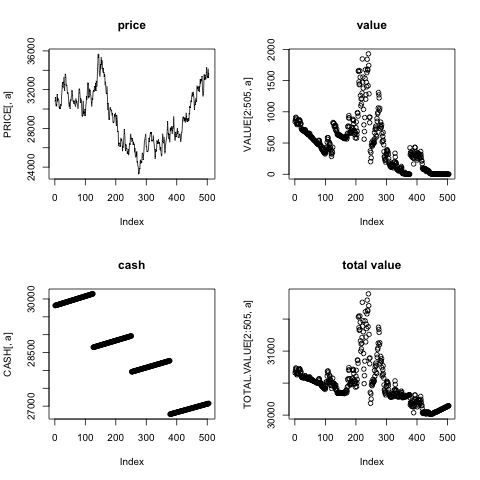 price
PRICE[, a]
24000 28000 32000 36000
0 100 200 300 400 500
Index
value
VALUE[2:505, a]
0 500 1000 1500 2000
0 100 200 300 400 500
Index
cash
CASH[, a]
27000 28500 30000
0 100 200 300 400 500
Index
total value
TOTAL.VALUE[2:505, a]
30000 31000
0 100 200 300 400 500
Index